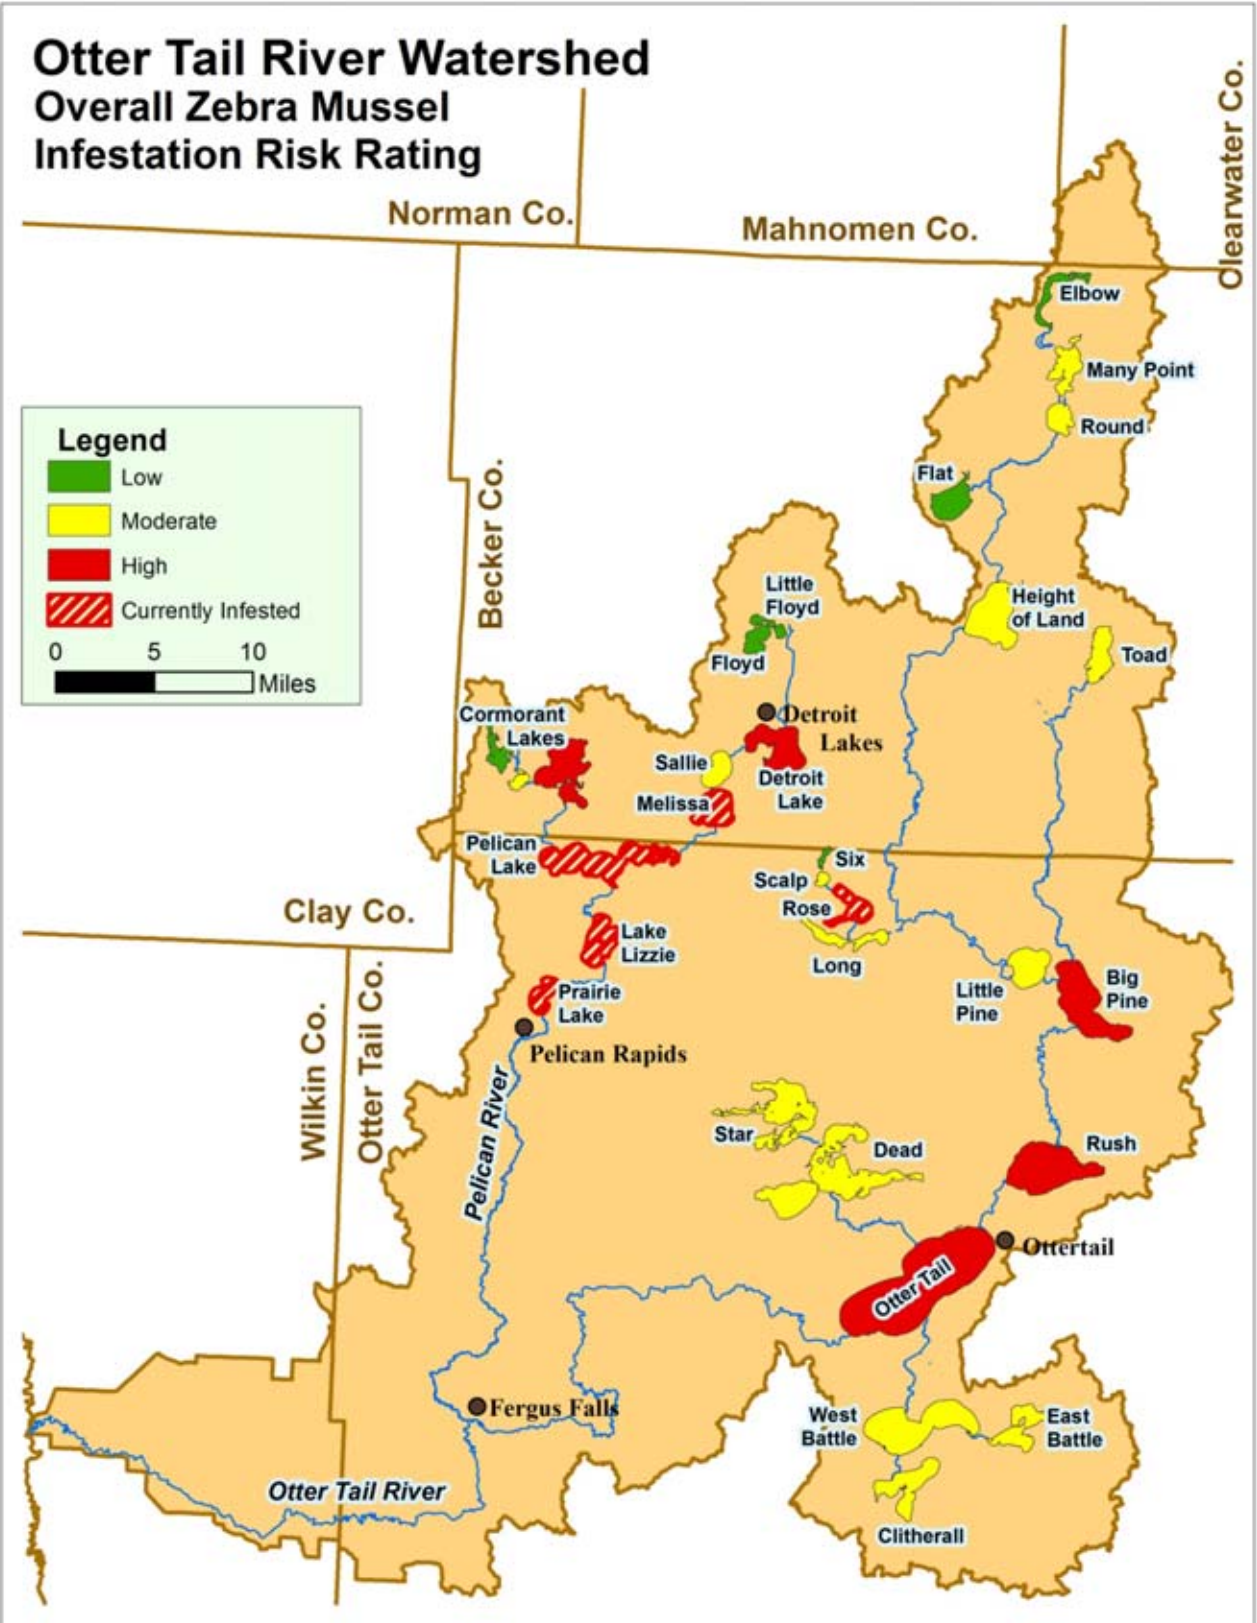 Otter Tail River Watershed
Overall Zebra Mussel
Infestation Risk Rating
Clearwater Co.
Norman Co.
Mahnomen Co.
Elbow
Many Point
Round
Flat
Legend
Low
Moderate
High
Currently Infested
0 5 10
Miles
Becker Co.
Little
Floyd
Height
of Land
Floyd
Toad
Cormorant
Lakes
Detroit
Lakes
Sallie
Detroit
Lake
Melissa
Pelican
Lake
Six
Scalp
Rose
Clay Co.
Lake
Lizzie
Long
Prairie
Lake
Little
Pine
Big
Pine
Wilkin Co.
Otter Tail Co.
Pelican Rapids
Pelican River
Star
Dead
Rush
Ottertail
Otter Tail
Fergus Falls
West
Battle
East
Battle
Otter Tail River
Clitherall